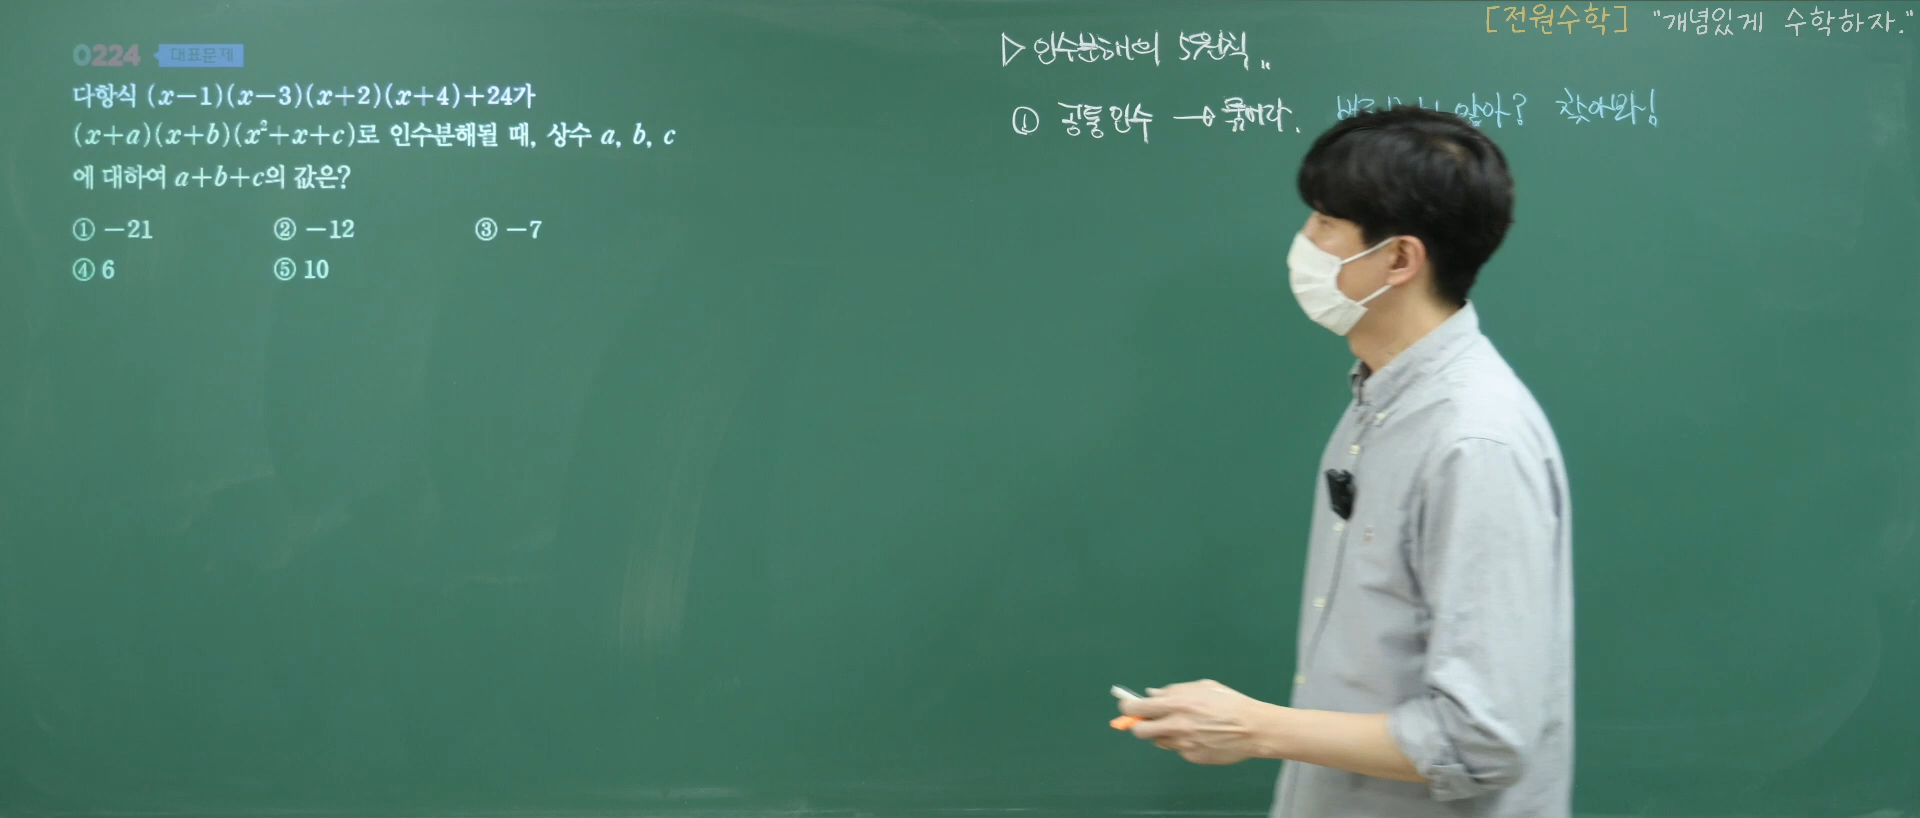 0224 대표문제
다항식 (x−1)(x−3)(x+2)(x+4)+24가
(x+a)(x+b)(x²+x+c)로 인수분해될 때, 상수 a, b, c
에 대하여 a+b+c의 값은?
① −21 ② −12 ③ −7
④ 6 ⑤ 10
[전원수학] "개념있게 수학하자."
▷ 인수분해의 5원칙..
① 공통인수 → 묶어라. 않아? 찾아봐!